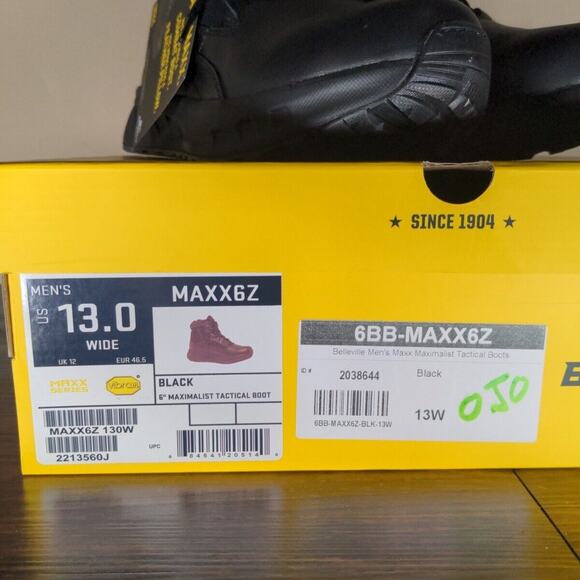 ★ SINCE 1904 ★
MEN'S
US 13.0
WIDE
UK 12 EUR 46.5
MAXX6Z
MAXX
SERIES
vibram
BLACK
6" MAXIMALIST TACTICAL BOOT
MAXX6Z 130W
2213560J
UPC
6BB-MAXX6Z
Belleville Men's Maxx Maximalist Tactical Boots
ID # 2038644 Black
6BB-MAXX6Z-BLK-13W
13W
OJO